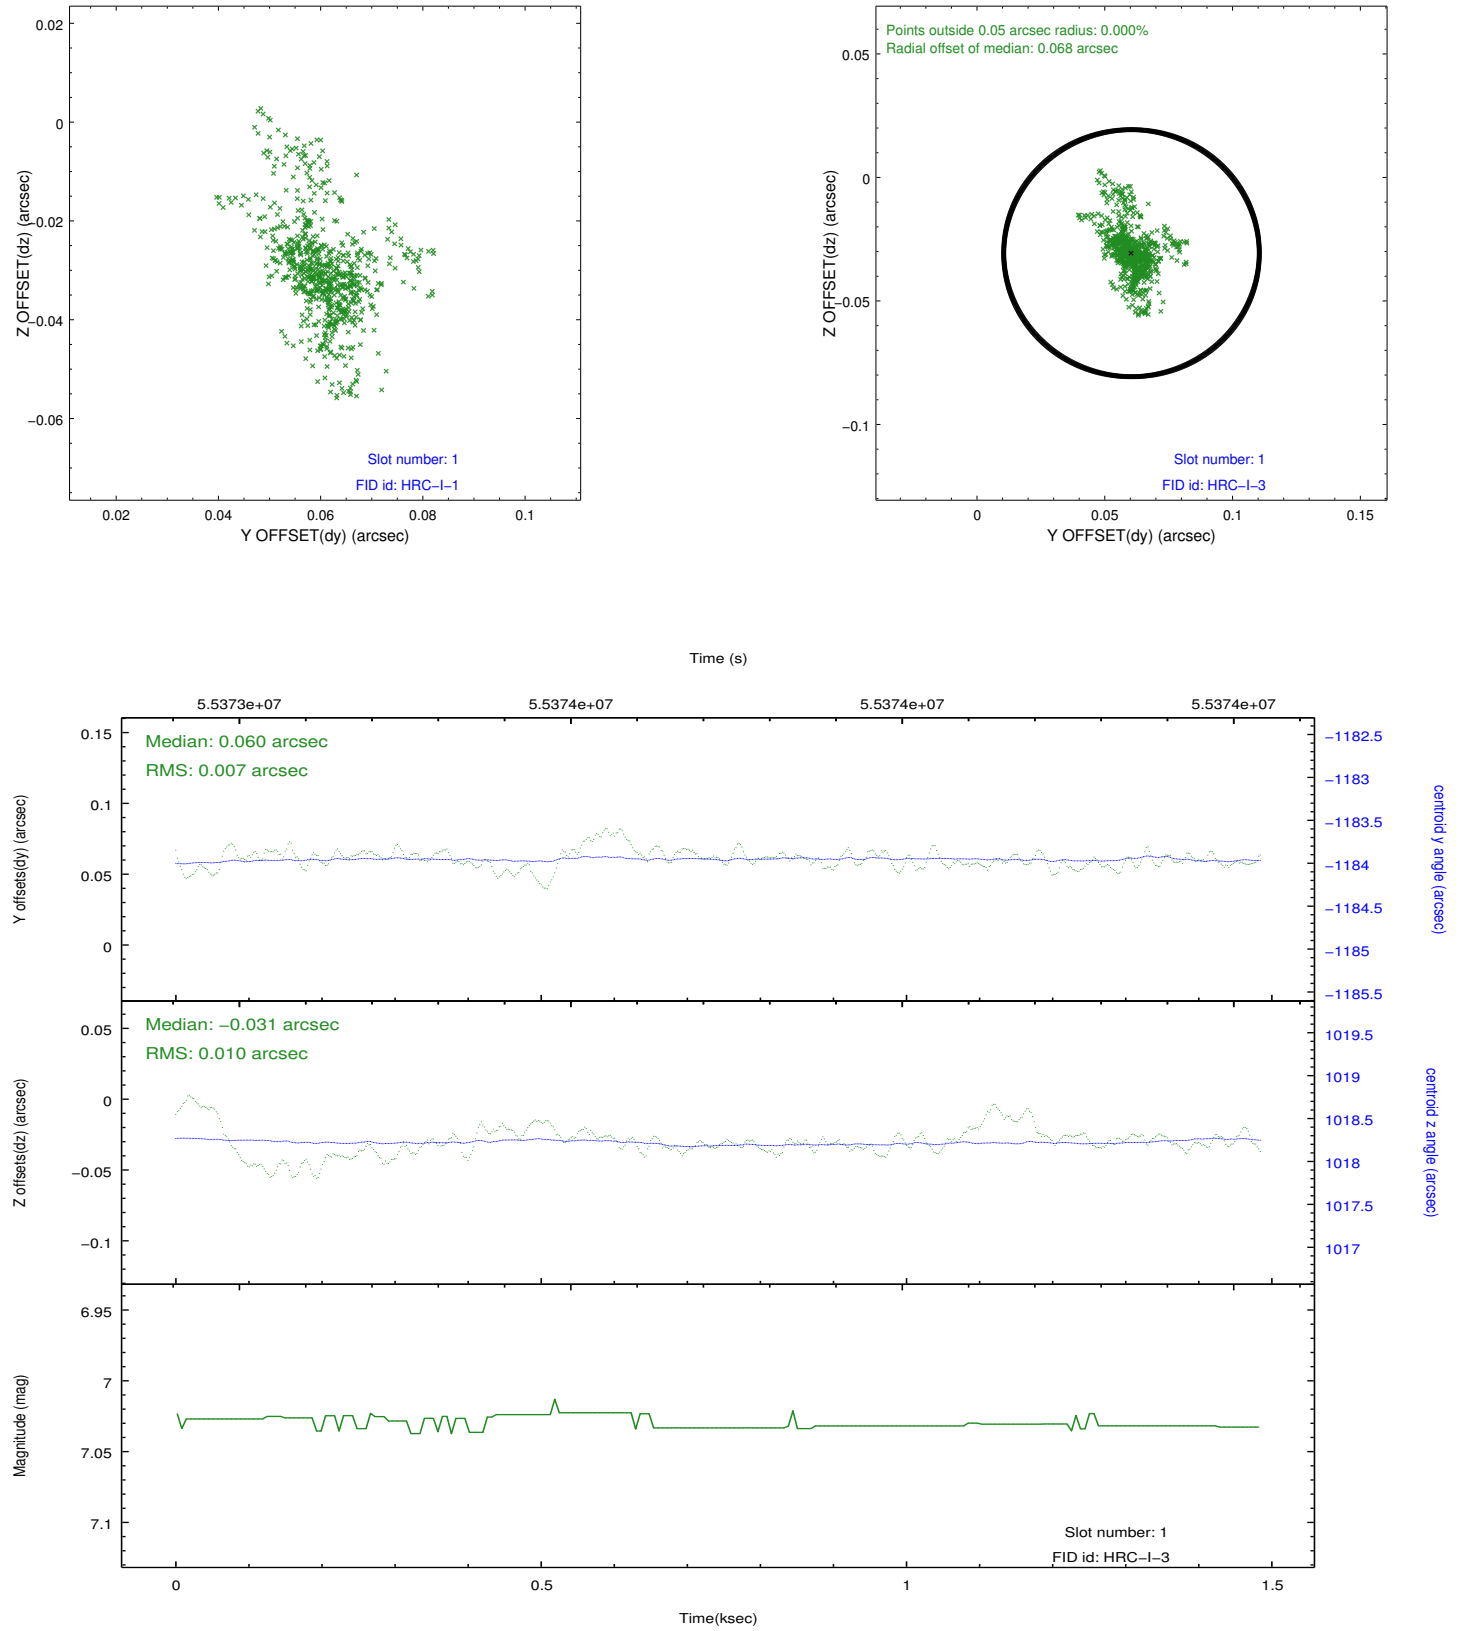 0.02
0
−0.02
−0.04
−0.06
Z OFFSET(dz) (arcsec)
Slot number: 1
FID id: HRC−I−1
0.02
0.04
0.06
0.08
0.1
Y OFFSET(dy) (arcsec)
Points outside 0.05 arcsec radius: 0.000%
Radial offset of median: 0.068 arcsec
0.05
0
−0.05
−0.1
Z OFFSET(dz) (arcsec)
Slot number: 1
FID id: HRC−I−3
0
0.05
0.1
0.15
Y OFFSET(dy) (arcsec)
Time (s)
5.5373e+07
5.5374e+07
5.5374e+07
5.5374e+07
Median: 0.060 arcsec
RMS: 0.007 arcsec
0.15
0.1
0.05
0
Y offsets(dy) (arcsec)
−1182.5
−1183
−1183.5
−1184
−1184.5
−1185
−1185.5
centroid y angle (arcsec)
Median: −0.031 arcsec
RMS: 0.010 arcsec
0.05
0
−0.05
−0.1
Z offsets(dz) (arcsec)
1019.5
1019
1018.5
1018
1017.5
1017
centroid z angle (arcsec)
6.95
7
7.05
7.1
Magnitude (mag)
Slot number: 1
FID id: HRC−I−3
0
0.5
1
1.5
Time(ksec)